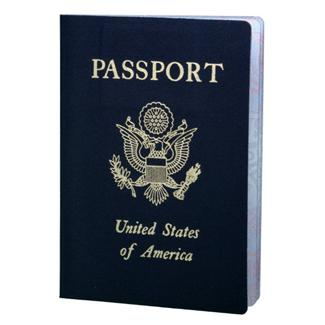 PASSPORT
United States
of America